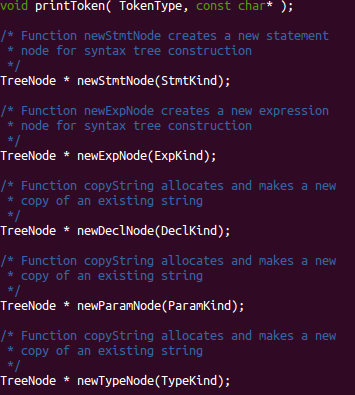 void printToken( TokenType, const char* );
/* Function newStmtNode creates a new statement
 * node for syntax tree construction
 */
TreeNode * newStmtNode(StmtKind);
/* Function newExpNode creates a new expression
 * node for syntax tree construction
 */
TreeNode * newExpNode(ExpKind);
/* Function copyString allocates and makes a new
 * copy of an existing string
 */
TreeNode * newDeclNode(DeclKind);
/* Function copyString allocates and makes a new
 * copy of an existing string
 */
TreeNode * newParamNode(ParamKind);
/* Function copyString allocates and makes a new
 * copy of an existing string
 */
TreeNode * newTypeNode(TypeKind);